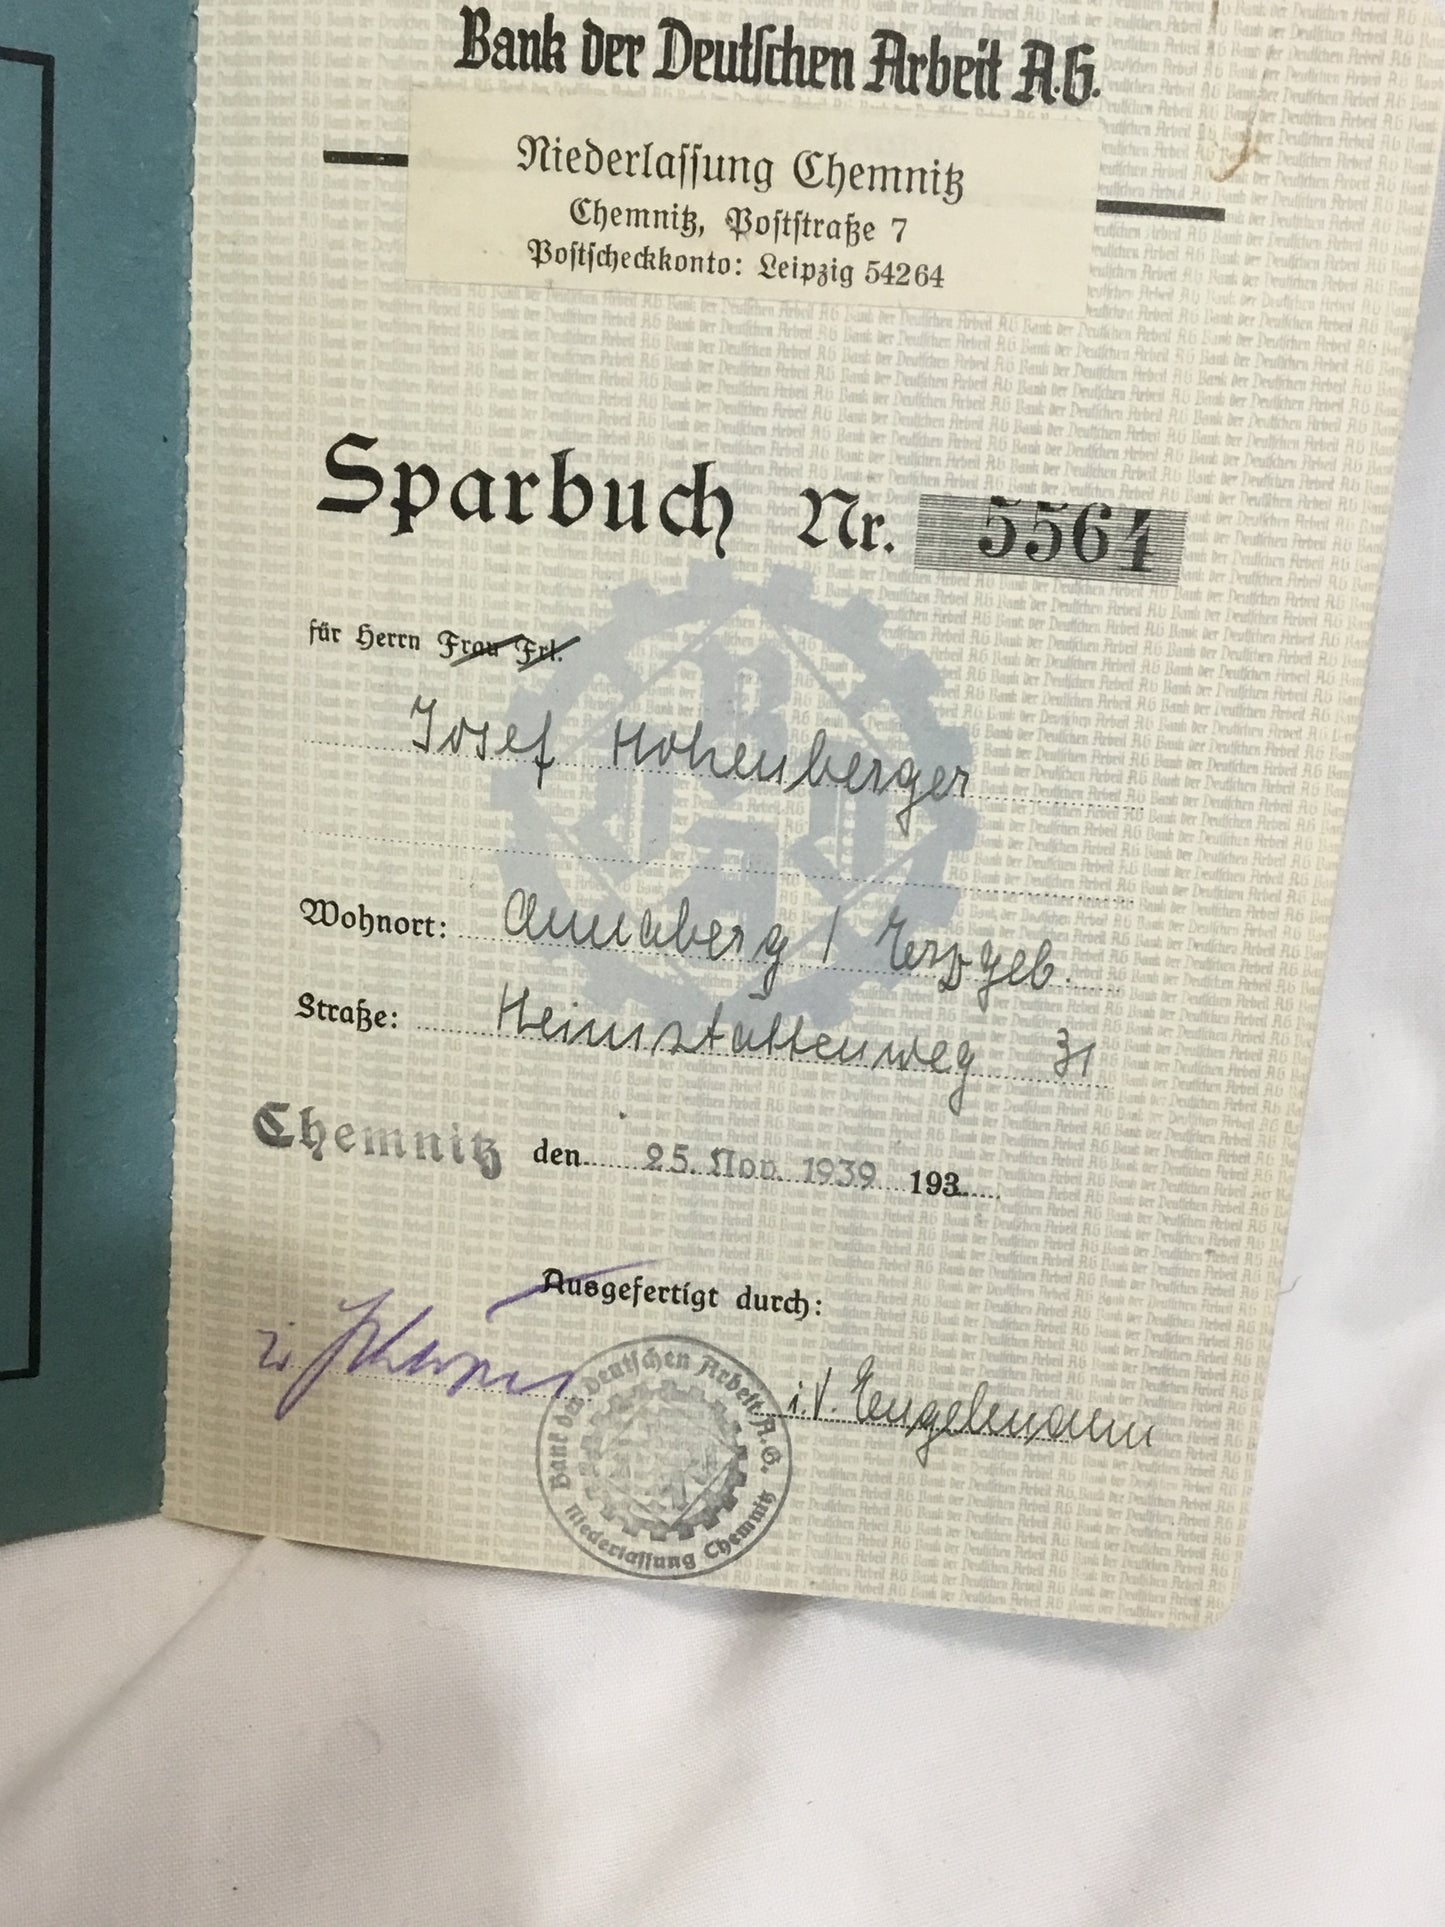 Bank der Deutschen Arbeit A.G.
Niederlassung Chemnitz
Chemnitz, Poststraße 7
Postscheckkonto: Leipzig 54264
Sparbuch Nr. 5564
für Herrn Frau Frl.
Josef Hohenberger
Wohnort: Annaberg / Erzgeb.
Straße: Heimstättenweg 31
Chemnitz den 25. Nov. 1939 193
Ausgefertigt durch:
i.V. Engelmann
Bank der Deutschen Arbeit A.G.
Niederlassung Chemnitz